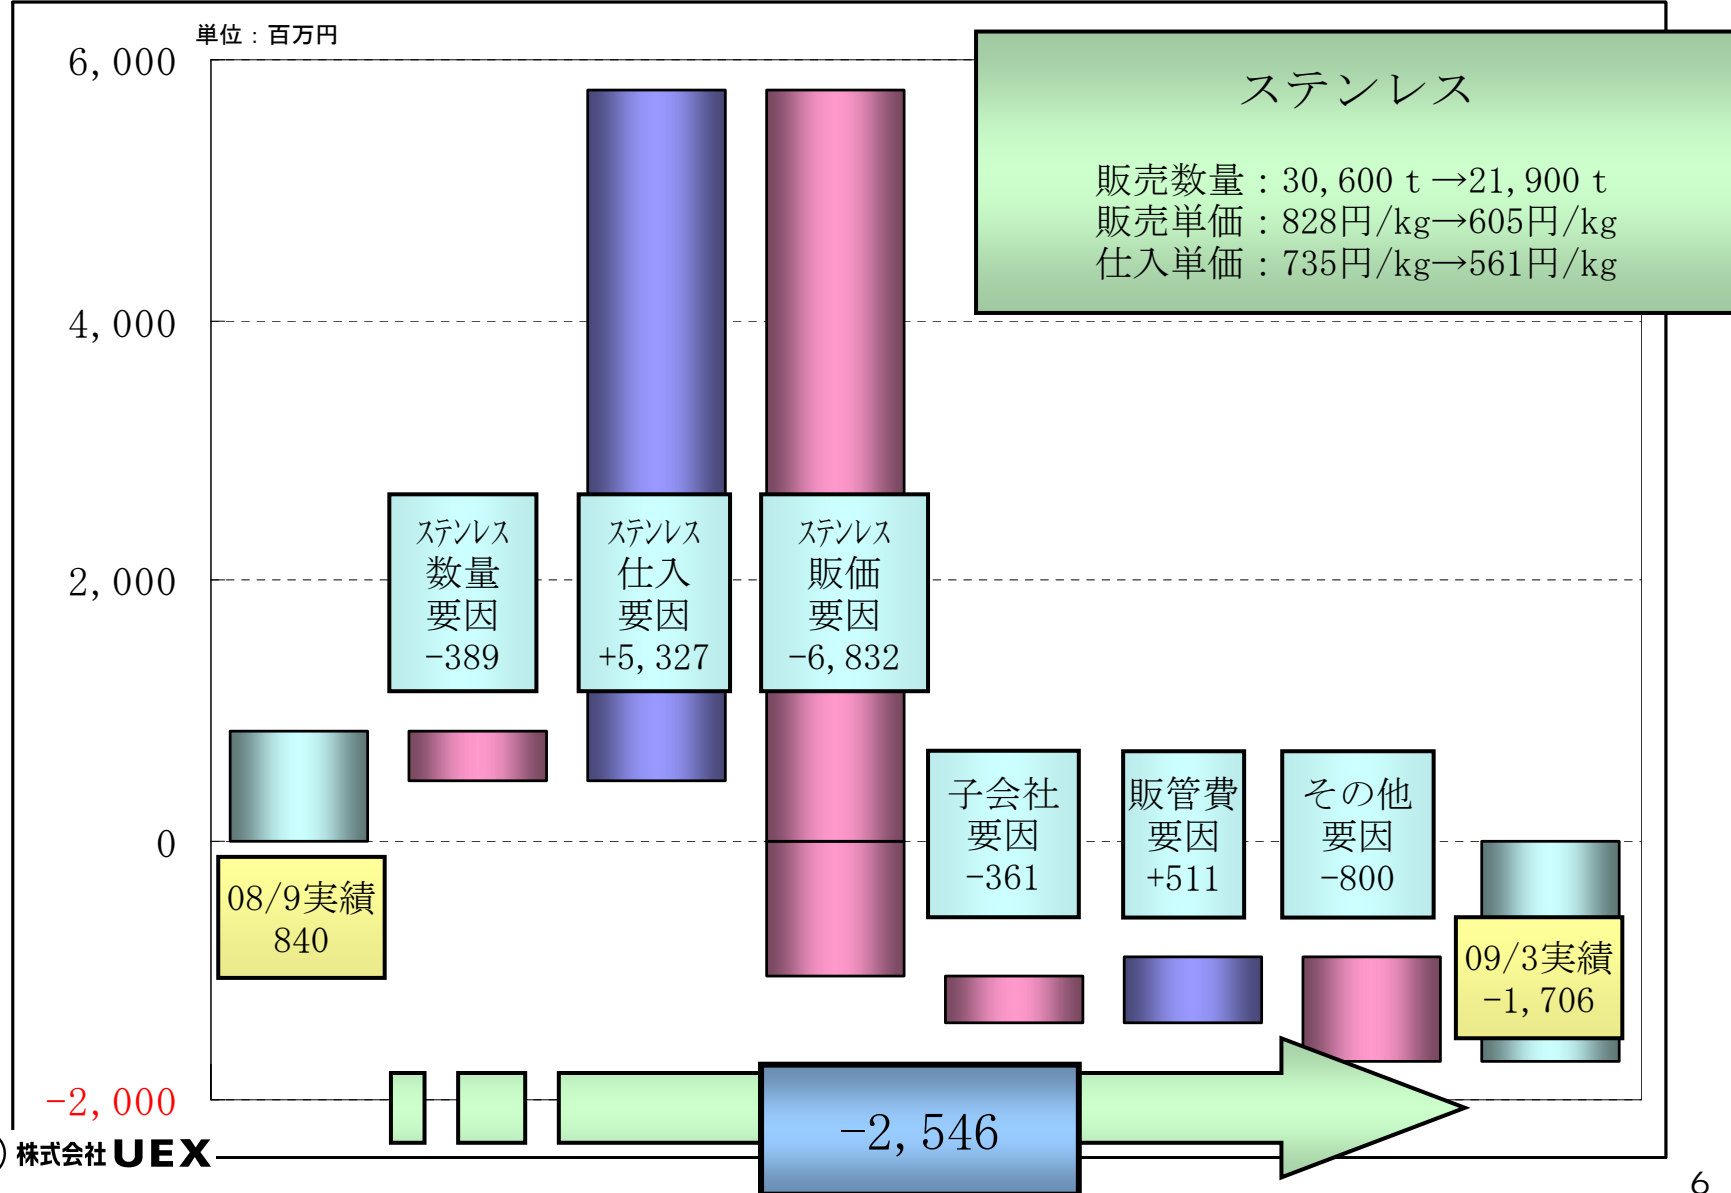 単位：百万円
6,000
4,000
2,000
0
-2,000
ステンレス
販売数量：30,600 t →21,900 t
販売単価：828円/kg→605円/kg
仕入単価：735円/kg→561円/kg
ｽﾃﾝﾚｽ
数量
要因
-389
ｽﾃﾝﾚｽ
仕入
要因
+5,327
ｽﾃﾝﾚｽ
販価
要因
-6,832
子会社
要因
-361
販管費
要因
+511
その他
要因
-800
08/9実績
840
09/3実績
-1,706
-2,546
株式会社UEX
6